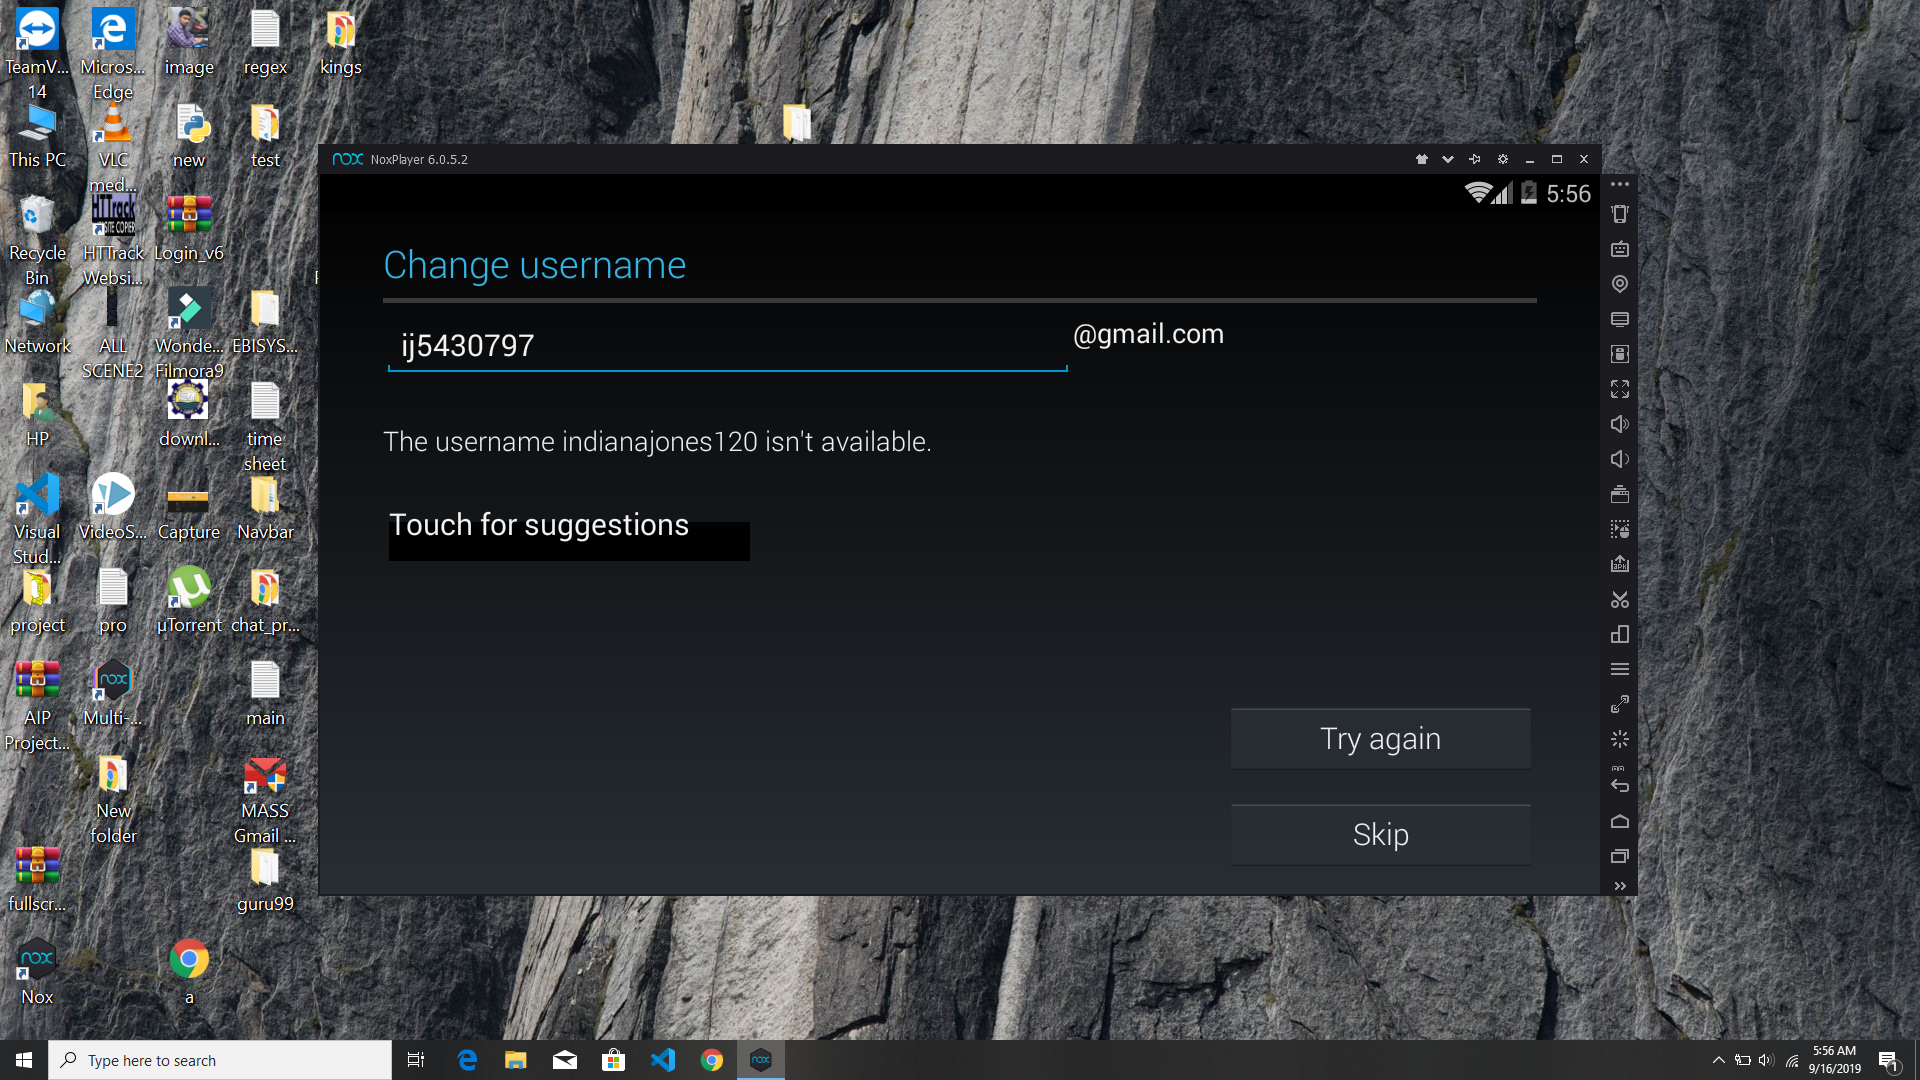 TeamV...
14
Micros...
Edge
image
regex
kings
This PC
VLC
med...
new
test
Recycle
Bin
HTTrack
Websi...
Login_v6
Network
ALL
SCENE2
Wonde...
Filmora9
EBISYS...
HP
downl...
time
sheet
Visual
Stud...
VideoS...
Capture
Navbar
project
pro
µTorrent
chat_pr...
AIP
Project...
Multi-...
main
New
folder
MASS
Gmail ...
fullscr...
guru99
Nox
a
nox NoxPlayer 6.0.5.2
5:56
Change username
ij5430797
@gmail.com
The username indianajones120 isn't available.
Touch for suggestions
Try again
Skip
Type here to search
5:56 AM
9/16/2019
1